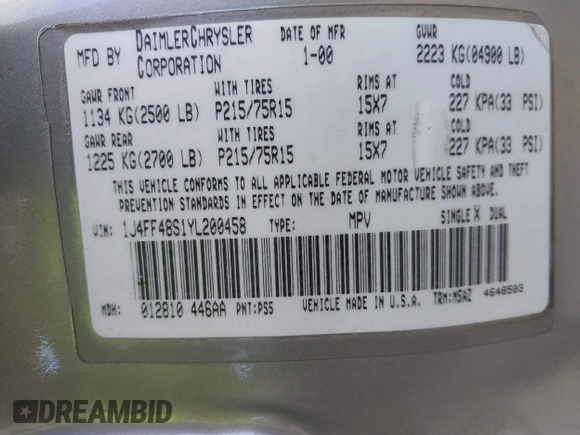 MFD BY DAIMLERCHRYSLER CORPORATION DATE OF MFR 1-00 GVWR 2223 KG(04900 LB)
GAWR FRONT WITH TIRES RIMS AT COLD
1134 KG(2500 LB) P215/75R15 15X7 227 KPA(33 PSI)
GAWR REAR WITH TIRES RIMS AT COLD
1225 KG(2700 LB) P215/75R15 15X7 227 KPA(33 PSI)
THIS VEHICLE CONFORMS TO ALL APPLICABLE FEDERAL MOTOR VEHICLE SAFETY AND THEFT
PREVENTION STANDARDS IN EFFECT ON THE DATE OF MANUFACTURE SHOWN ABOVE.
VIN: 1J4FF48S1YL200458 TYPE: MPV SINGLE X DUAL
MDH: 012810 446AA PNT:PS5 VEHICLE MADE IN U.S.A. TRM:M5AZ 4648503
DREAMBID